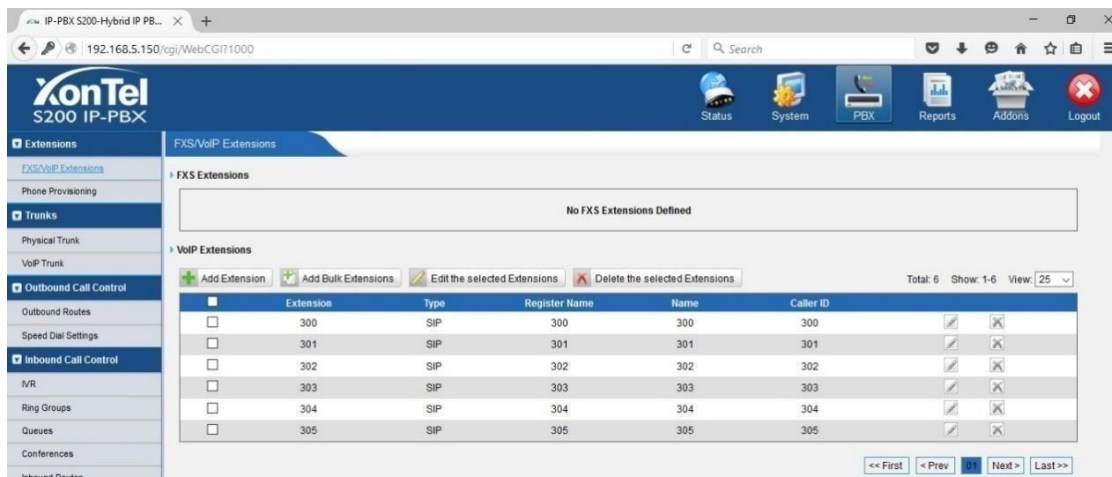 IP-PBX S200-Hybrid IP PB...
192.168.5.150/cgi/WebCGI?1000
Search
XonTel
S200 IP-PBX
Status
System
PBX
Reports
Addons
Logout
Extensions
FXS/VoIP Extensions
Phone Provisioning
Trunks
Physical Trunk
VoIP Trunk
Outbound Call Control
Outbound Routes
Speed Dial Settings
Inbound Call Control
IVR
Ring Groups
Queues
Conferences
Inbound Routes
FXS/VoIP Extensions
FXS Extensions
No FXS Extensions Defined
VoIP Extensions
Add Extension Add Bulk Extensions Edit the selected Extensions Delete the selected Extensions Total: 6 Show: 1-6 View: 25
Extension Type Register Name Name Caller ID
300 SIP 300 300 300
301 SIP 301 301 301
302 SIP 302 302 302
303 SIP 303 303 303
304 SIP 304 304 304
305 SIP 305 305 305
<< First < Prev 01 Next > Last >>